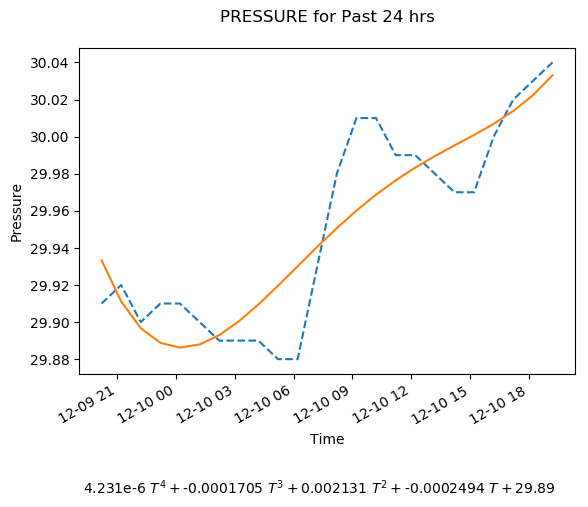 PRESSURE for Past 24 hrs
30.04
30.02
30.00
29.98
29.96
29.94
29.92
29.90
29.88
Pressure
12-09 21 12-10 00 12-10 03 12-10 06 12-10 09 12-10 12 12-10 15 12-10 18
Time
4.231e-6 T⁴ + -0.0001705 T³ + 0.002131 T² + -0.0002494 T + 29.89